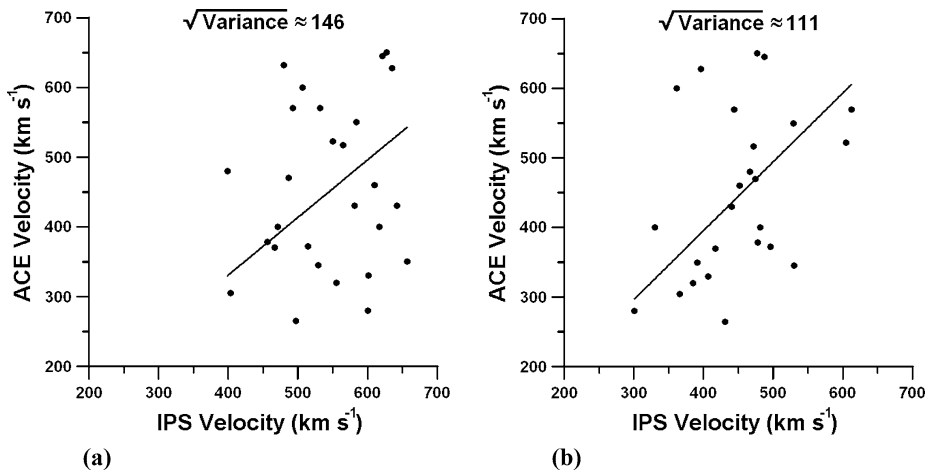 √Variance ≈ 146
700
600
500
400
300
200
ACE Velocity (km s⁻¹)
200 300 400 500 600 700
IPS Velocity (km s⁻¹)
(a)
√Variance ≈ 111
700
600
500
400
300
200
ACE Velocity (km s⁻¹)
200 300 400 500 600 700
IPS Velocity (km s⁻¹)
(b)